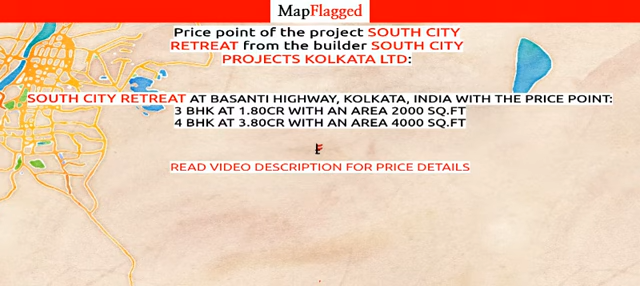 MapFlagged
Price point of the project SOUTH CITY
RETREAT from the builder SOUTH CITY
PROJECTS KOLKATA LTD:
SOUTH CITY RETREAT AT BASANTI HIGHWAY, KOLKATA, INDIA WITH THE PRICE POINT:
3 BHK AT 1.80CR WITH AN AREA 2000 SQ.FT
4 BHK AT 3.80CR WITH AN AREA 4000 SQ.FT
READ VIDEO DESCRIPTION FOR PRICE DETAILS